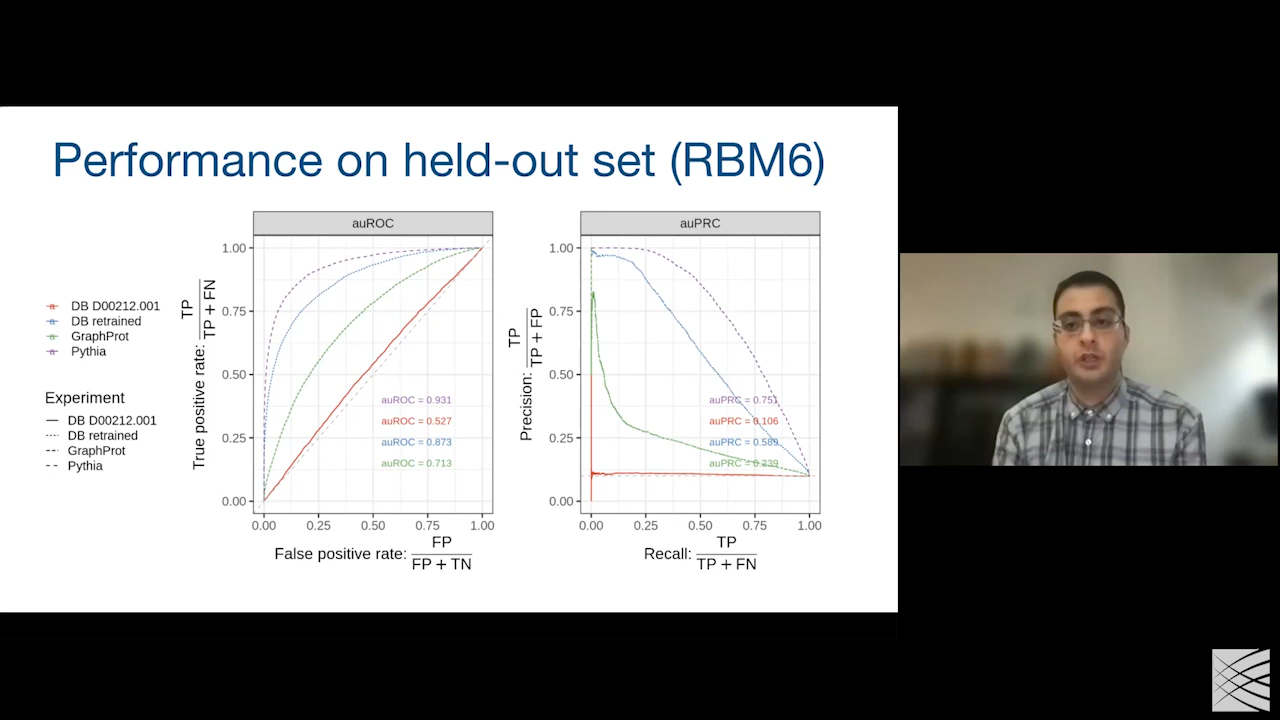 Performance on held-out set (RBM6)
DB D00212.001
DB retrained
GraphProt
Pythia
Experiment
DB D00212.001
DB retrained
GraphProt
Pythia
auROC
True positive rate: TP / TP + FN
1.00
0.75
0.50
0.25
0.00
auROC = 0.931
auROC = 0.527
auROC = 0.873
auROC = 0.713
0.00 0.25 0.50 0.75 1.00
False positive rate: FP / FP + TN
auPRC
Precision: TP / TP + FP
1.00
0.75
0.50
0.25
0.00
auPRC = 0.751
auPRC = 0.106
auPRC = 0.589
auPRC = 0.239
0.00 0.25 0.50 0.75 1.00
Recall: TP / TP + FN